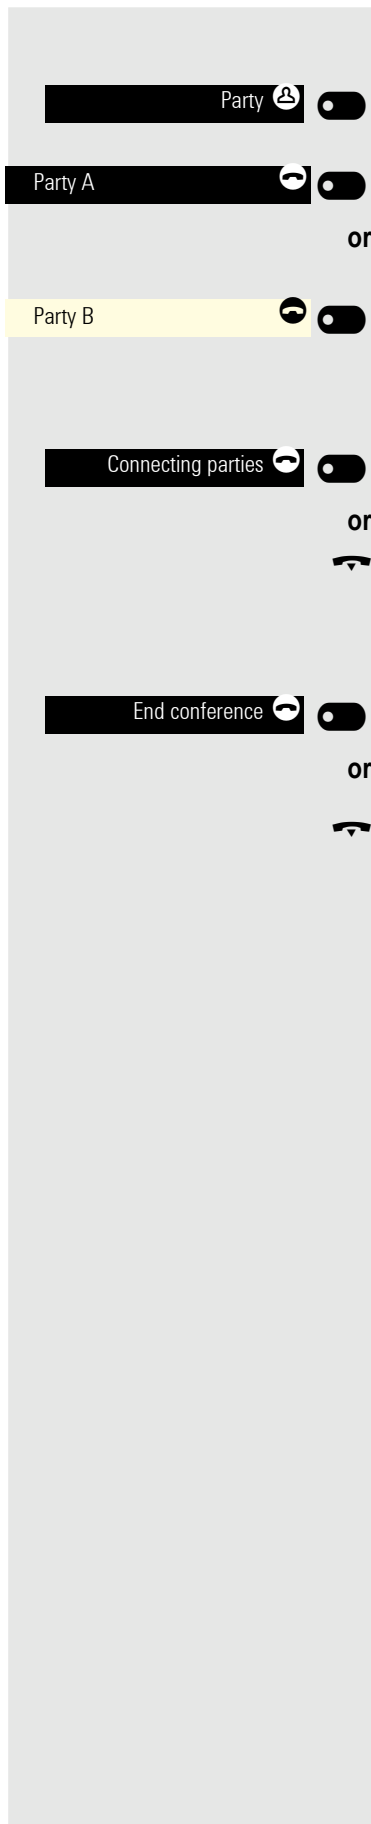 Party
Party A
or
Party B
Connecting parties
or
End conference
or